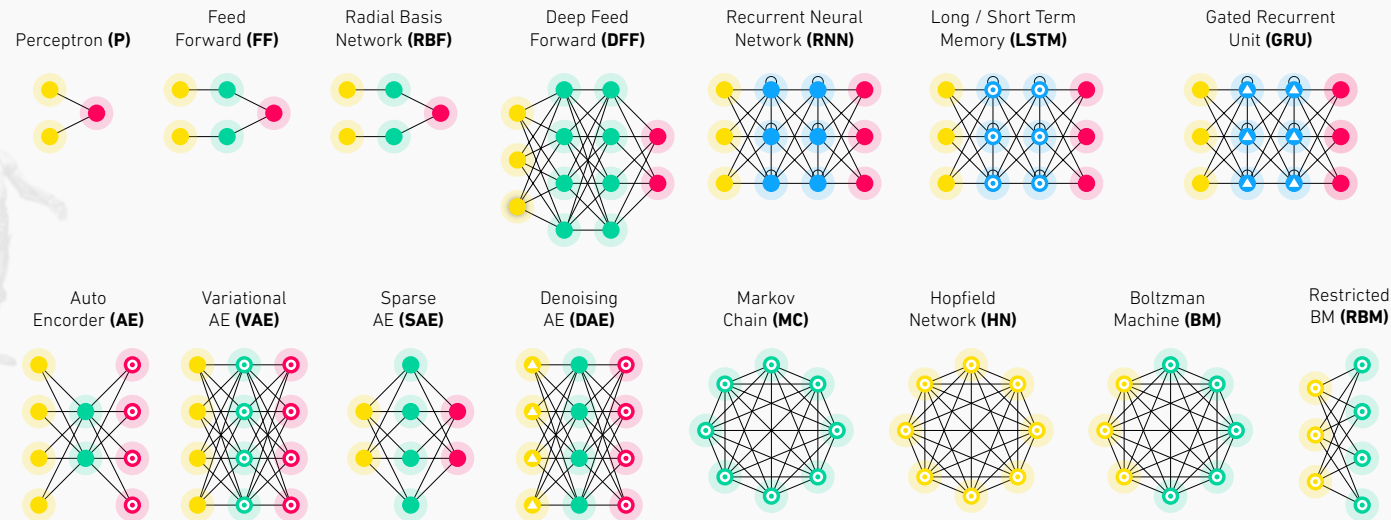 Perceptron (P)
Feed
Forward (FF)
Radial Basis
Network (RBF)
Deep Feed
Forward (DFF)
Recurrent Neural
Network (RNN)
Long / Short Term
Memory (LSTM)
Gated Recurrent
Unit (GRU)
Auto
Encorder (AE)
Variational
AE (VAE)
Sparse
AE (SAE)
Denoising
AE (DAE)
Markov
Chain (MC)
Hopfield
Network (HN)
Boltzman
Machine (BM)
Restricted
BM (RBM)